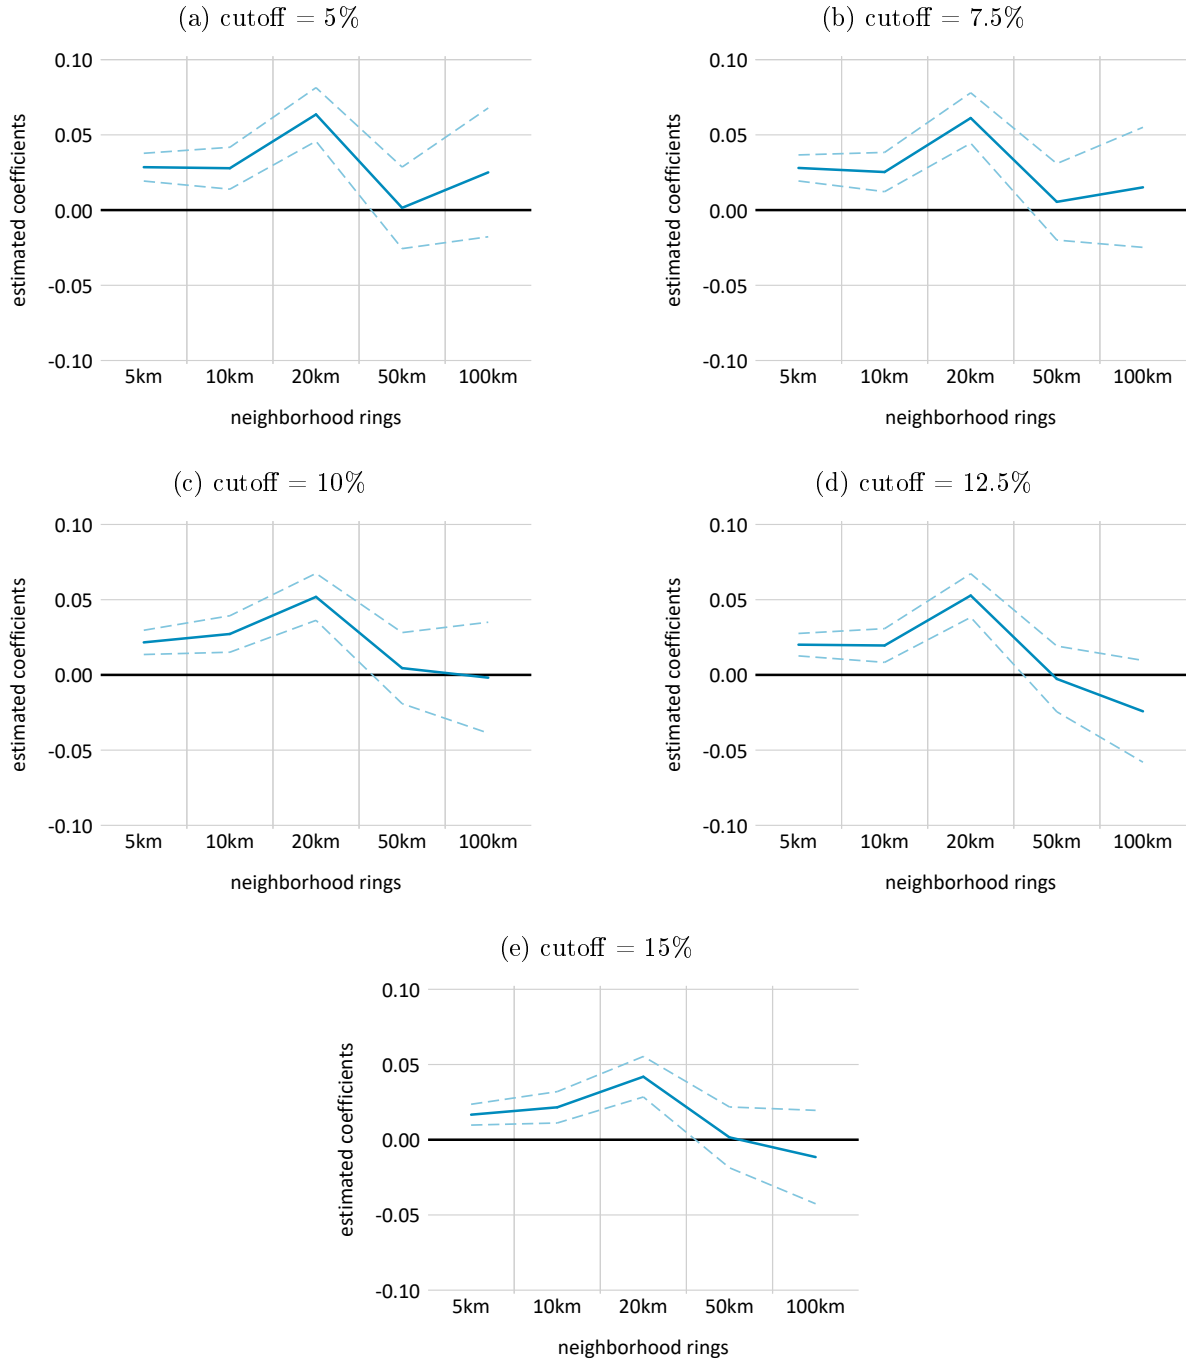 (a) cutoff = 5%
0.10
0.05
0.00
-0.05
-0.10
estimated coefficients
5km 10km 20km 50km 100km
neighborhood rings
(b) cutoff = 7.5%
0.10
0.05
0.00
-0.05
-0.10
estimated coefficients
5km 10km 20km 50km 100km
neighborhood rings
(c) cutoff = 10%
0.10
0.05
0.00
-0.05
-0.10
estimated coefficients
5km 10km 20km 50km 100km
neighborhood rings
(d) cutoff = 12.5%
0.10
0.05
0.00
-0.05
-0.10
estimated coefficients
5km 10km 20km 50km 100km
neighborhood rings
(e) cutoff = 15%
0.10
0.05
0.00
-0.05
-0.10
estimated coefficients
5km 10km 20km 50km 100km
neighborhood rings